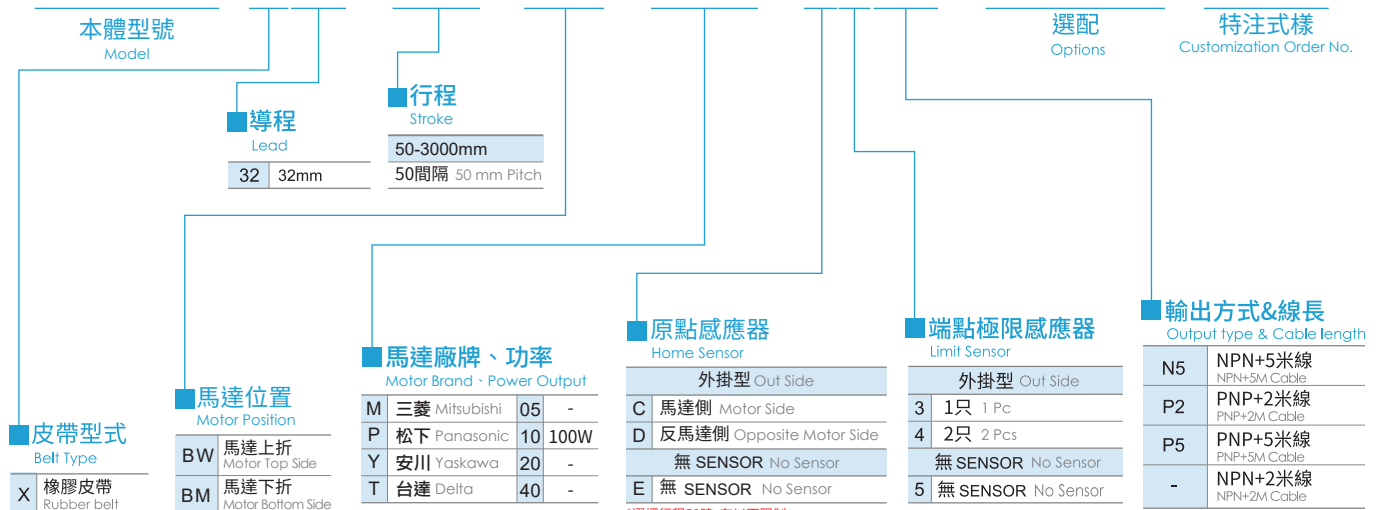 本體型號
Model
選配
Options
特注式樣
Customization Order No.
導程
Lead
32 32mm
行程
Stroke
50-3000mm
50間隔 50 mm Pitch
皮帶型式
Belt Type
X 橡膠皮帶
Rubber belt
馬達位置
Motor Position
BW 馬達上折
Motor Top Side
BM 馬達下折
Motor Bottom Side
馬達廠牌、功率
Motor Brand、Power Output
M 三菱 Mitsubishi 05 -
P 松下 Panasonic 10 100W
Y 安川 Yaskawa 20 -
T 台達 Delta 40 -
原點感應器
Home Sensor
外掛型 Out Side
C 馬達側 Motor Side
D 反馬達側 Opposite Motor Side
無 SENSOR No Sensor
E 無 SENSOR No Sensor
端點極限感應器
Limit Sensor
外掛型 Out Side
3 1只 1 Pc
4 2只 2 Pcs
無 SENSOR No Sensor
5 無 SENSOR No Sensor
輸出方式&線長
Output type & Cable length
N5 NPN+5米線
NPN+5M Cable
P2 PNP+2米線
PNP+2M Cable
P5 PNP+5米線
PNP+5M Cable
- NPN+2米線
NPN+2M Cable